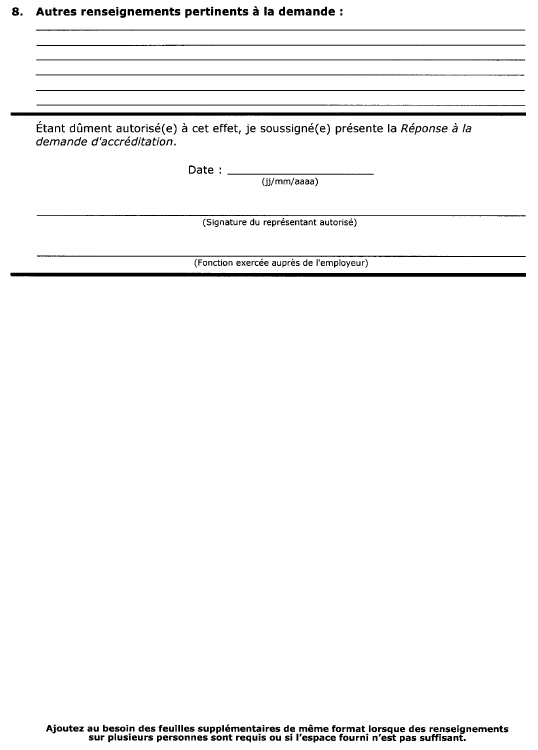 8. Autres renseignements pertinents à la demande :
Étant dûment autorisé(e) à cet effet, je soussigné(e) présente la Réponse à la
demande d'accréditation.
Date :
(jj/mm/aaaa)
(Signature du représentant autorisé)
(Fonction exercée auprès de l'employeur)
Ajoutez au besoin des feuilles supplémentaires de même format lorsque des renseignements
sur plusieurs personnes sont requis ou si l'espace fourni n'est pas suffisant.